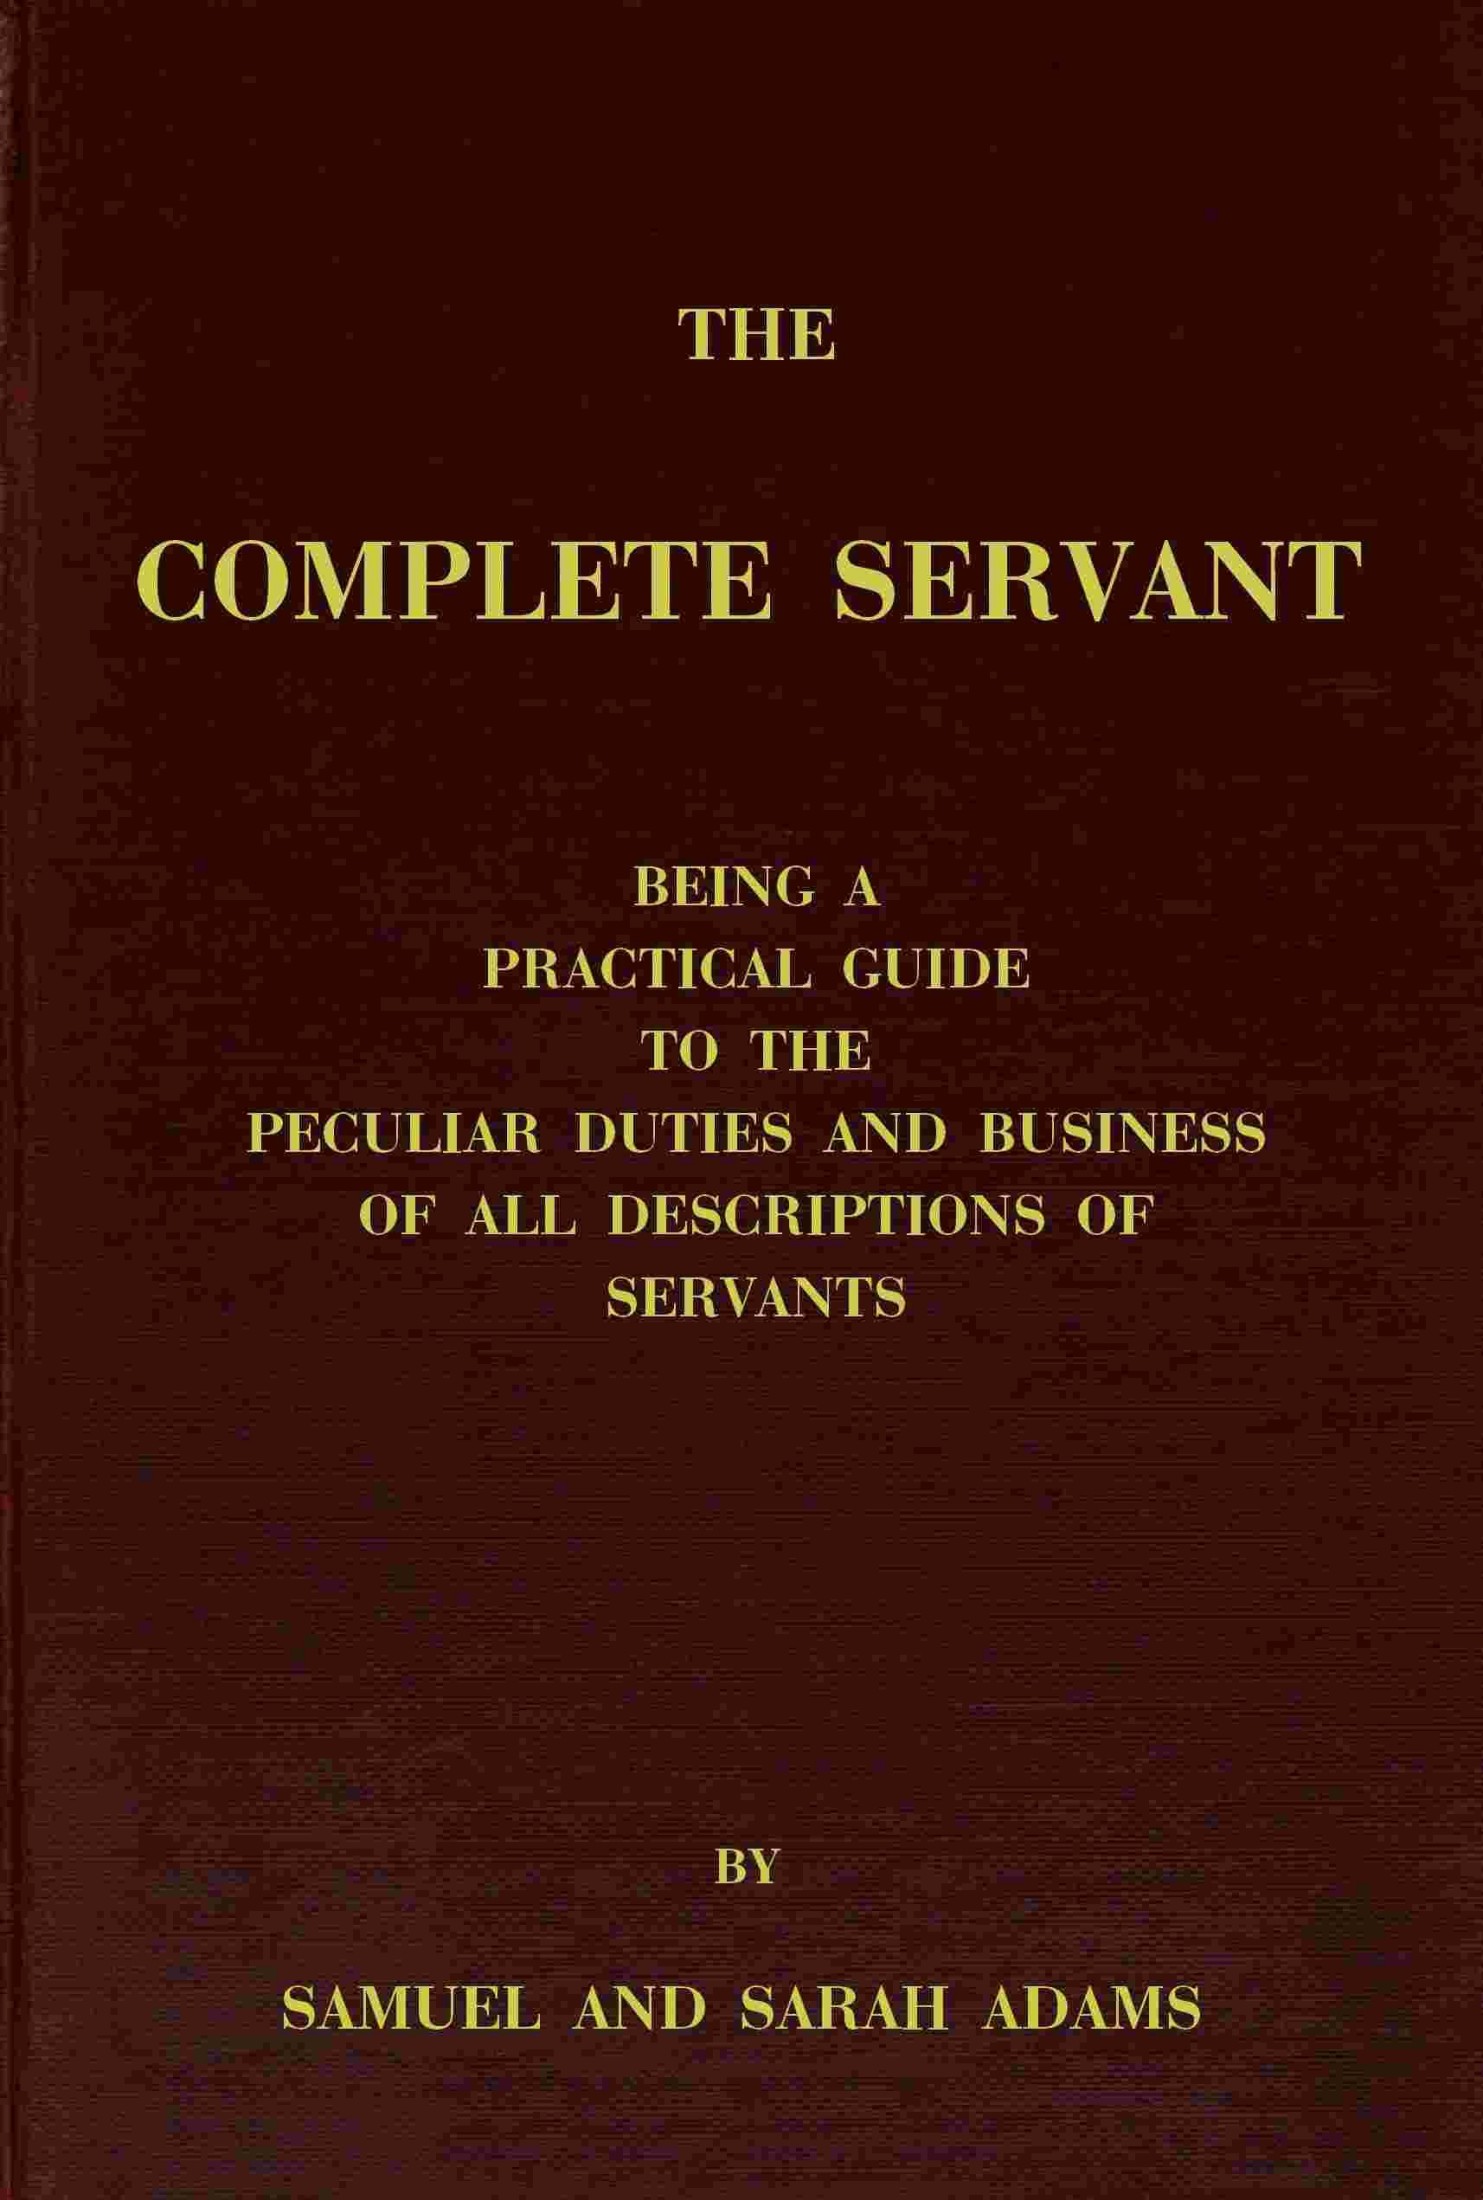 THE
COMPLETE SERVANT
BEING A
PRACTICAL GUIDE
TO THE
PECULIAR DUTIES AND BUSINESS
OF ALL DESCRIPTIONS OF
SERVANTS
BY
SAMUEL AND SARAH ADAMS